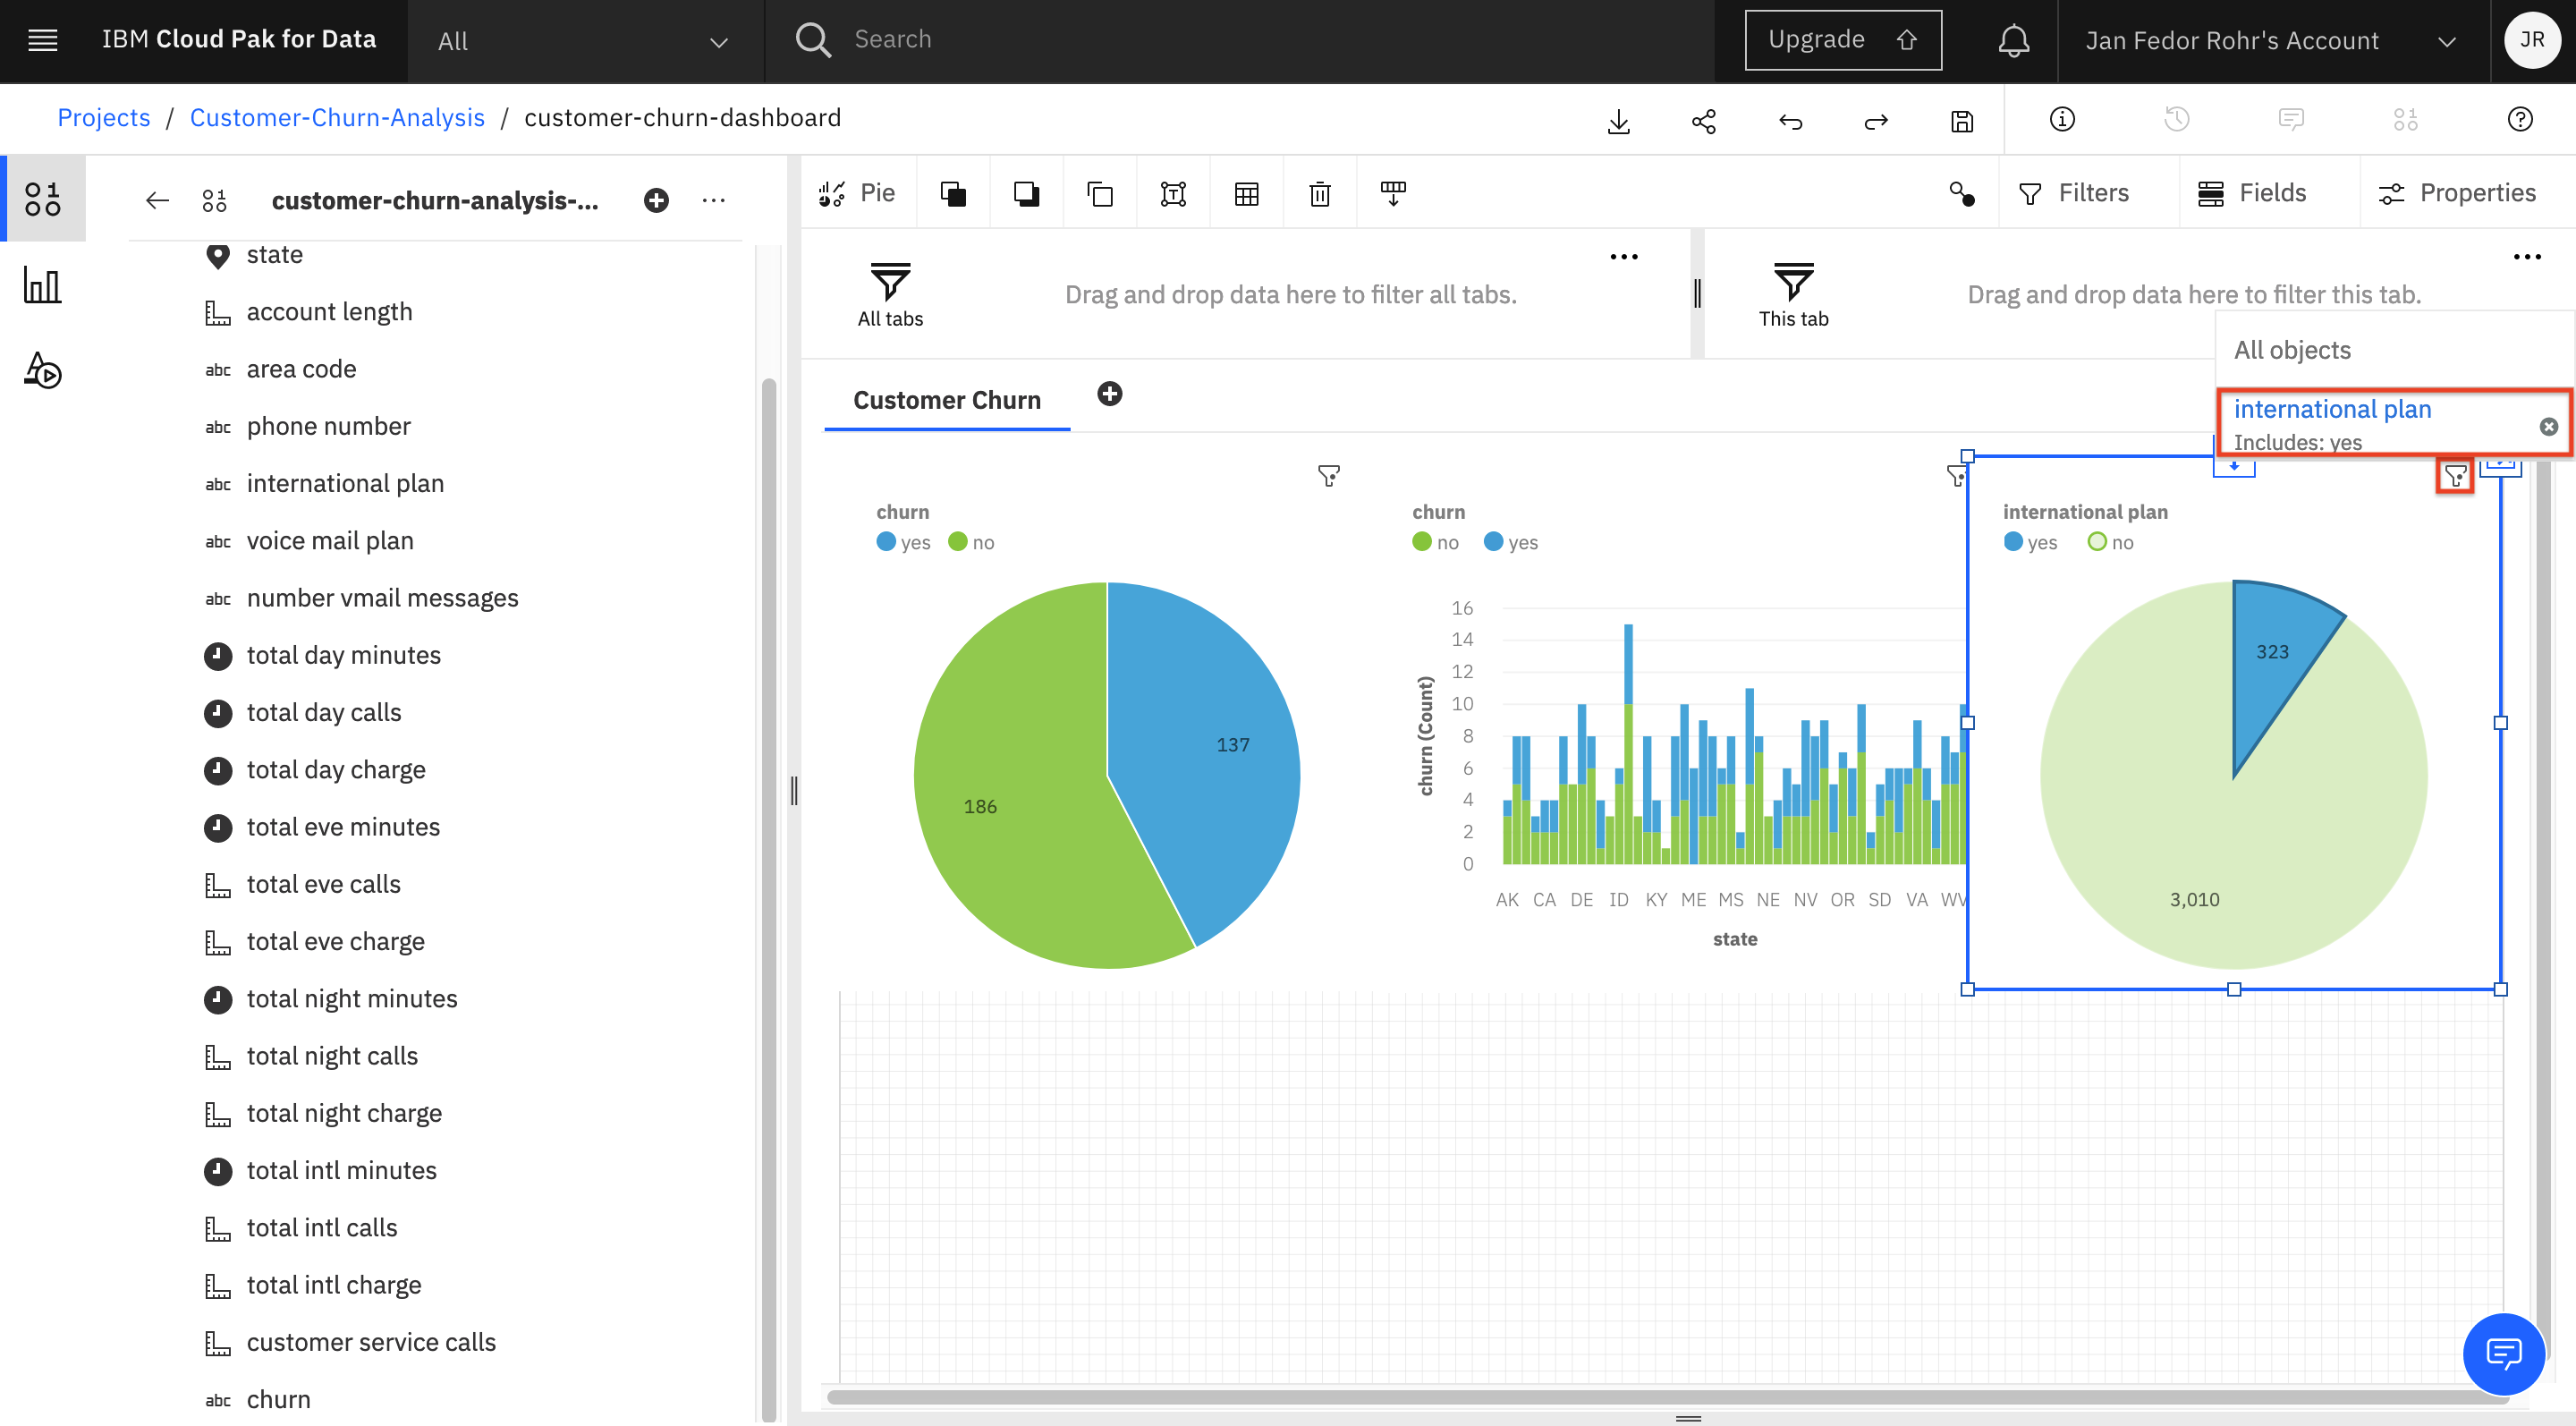 IBM Cloud Pak for Data
All
Search
Upgrade
Jan Fedor Rohr's Account
JR
Projects / Customer-Churn-Analysis / customer-churn-dashboard
customer-churn-analysis-...
Pie
Filters
Fields
Properties
state
account length
abc area code
abc phone number
abc international plan
abc voice mail plan
abc number vmail messages
total day minutes
total day calls
total day charge
total eve minutes
total eve calls
total eve charge
total night minutes
total night calls
total night charge
total intl minutes
total intl calls
total intl charge
customer service calls
abc churn
All tabs
Drag and drop data here to filter all tabs.
This tab
Drag and drop data here to filter this tab.
All objects
international plan
Includes: yes
Customer Churn
churn
yes no
137
186
churn
no yes
churn (Count)
16
14
12
10
8
6
4
2
0
AK CA DE ID KY ME MS NE NV OR SD VA WV
state
international plan
yes no
323
3,010